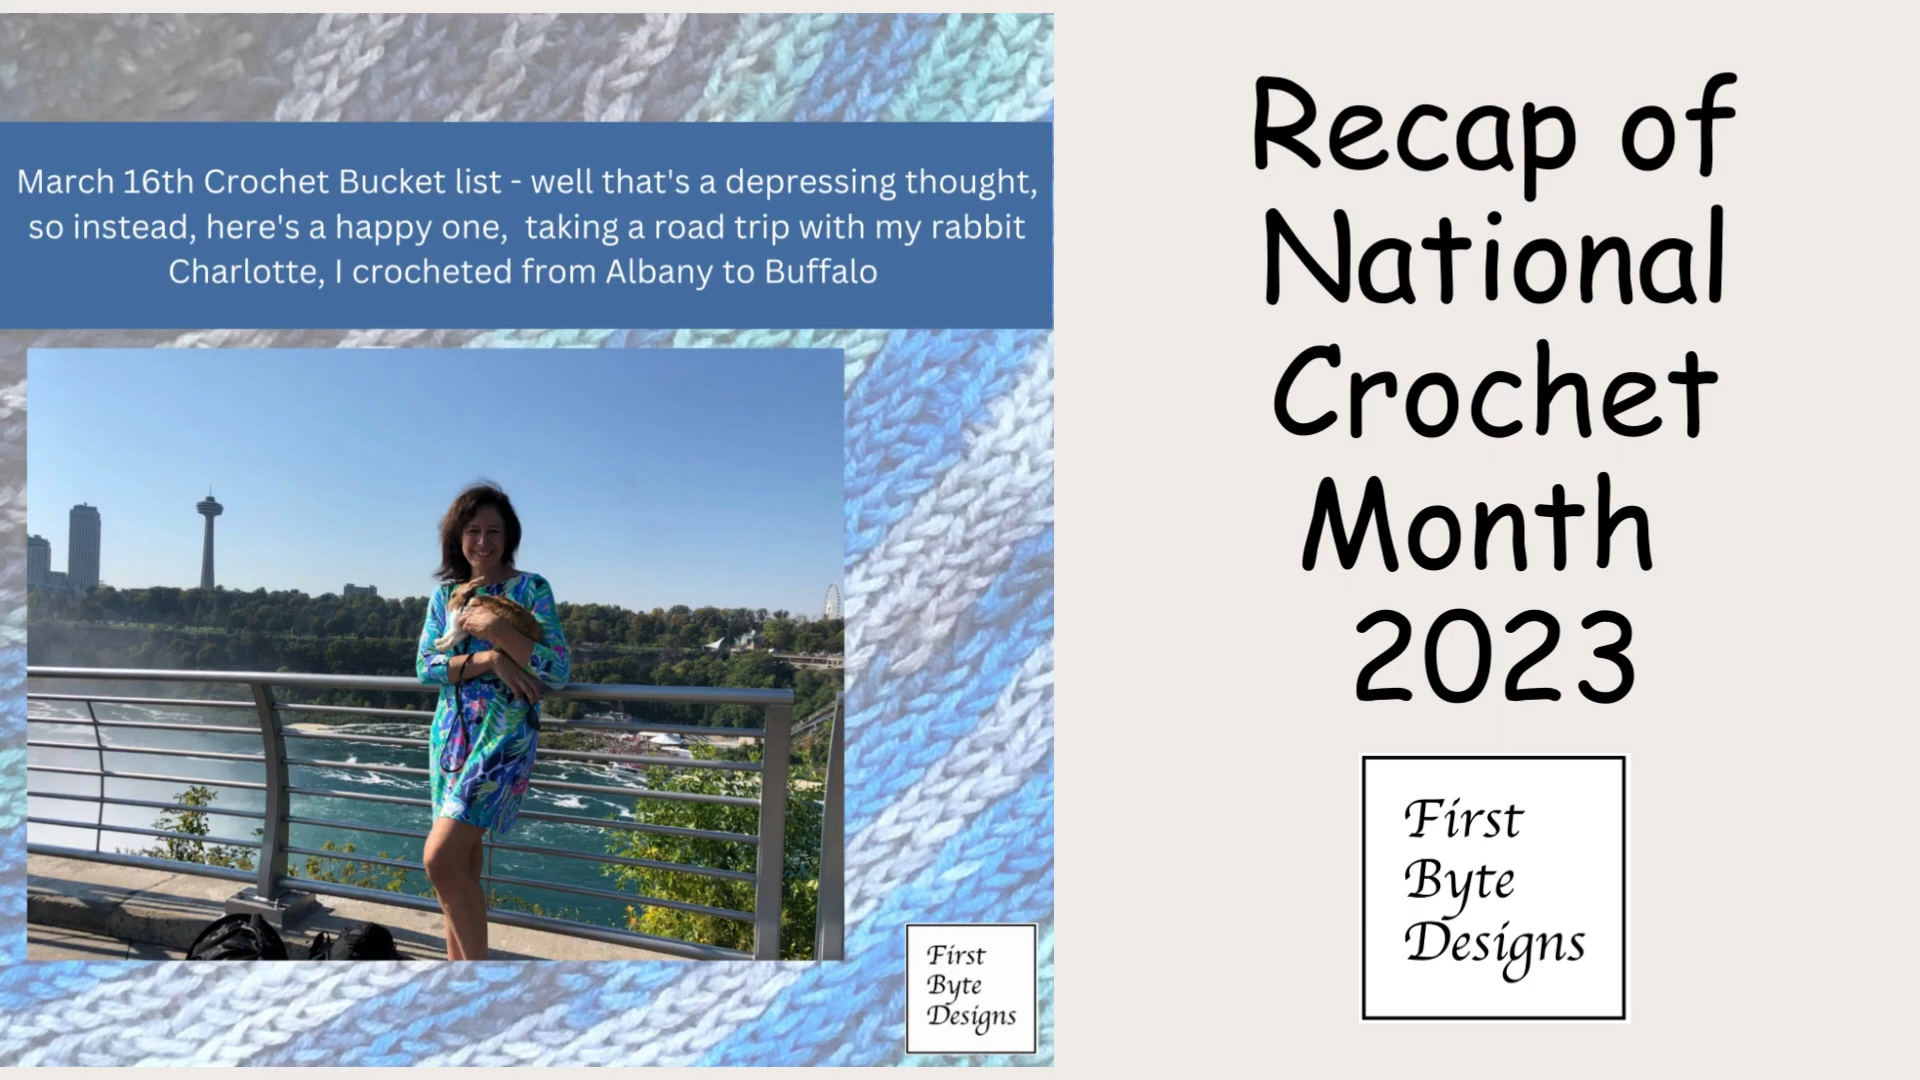 March 16th Crochet Bucket list - well that's a depressing thought,
so instead, here's a happy one,  taking a road trip with my rabbit
Charlotte, I crocheted from Albany to Buffalo
First
Byte
Designs
Recap of
National
Crochet
Month
2023
First
Byte
Designs